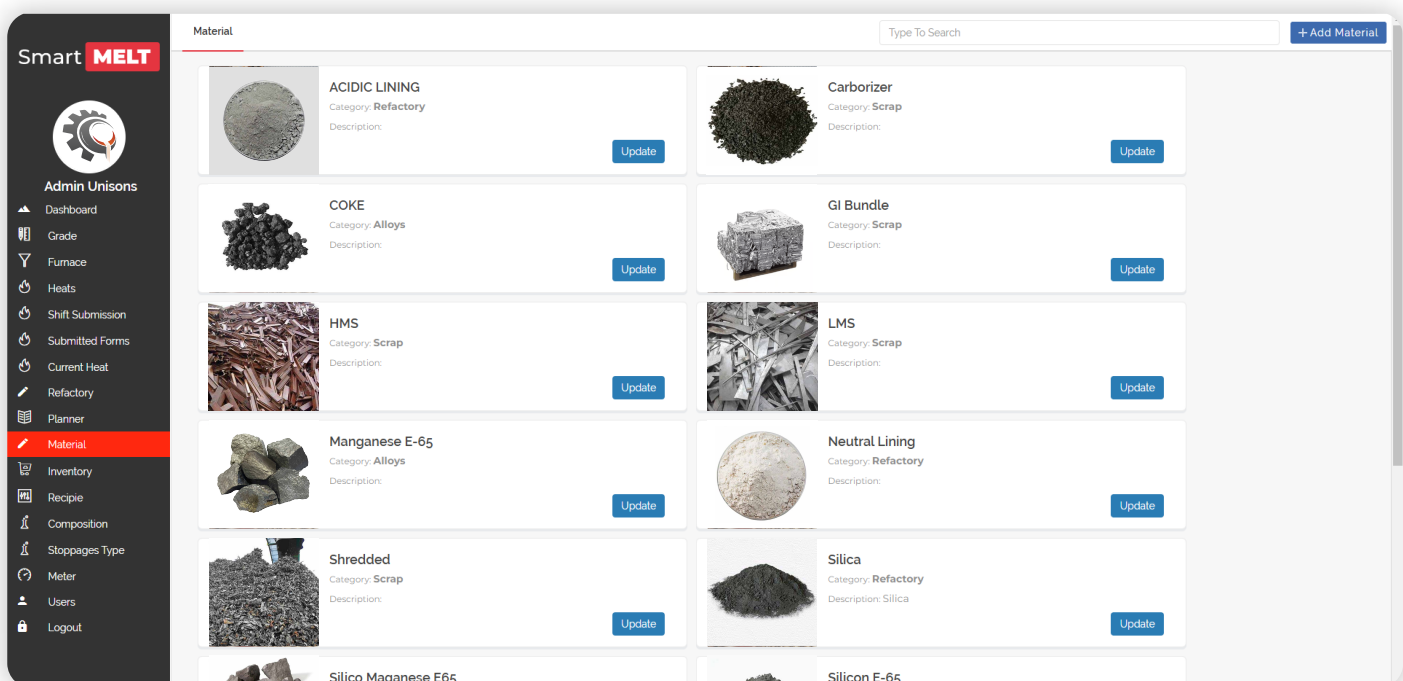 Smart MELT
Admin Unisons
Dashboard
Grade
Furnace
Heats
Shift Submission
Submitted Forms
Current Heat
Refactory
Planner
Material
Inventory
Recipie
Composition
Stoppages Type
Meter
Users
Logout
Material
Type To Search
+ Add Material
ACIDIC LINING
Category: Refactory
Description:
Update
Carborizer
Category: Scrap
Description:
Update
COKE
Category: Alloys
Description:
Update
GI Bundle
Category: Scrap
Description:
Update
HMS
Category: Scrap
Description:
Update
LMS
Category: Scrap
Description:
Update
Manganese E-65
Category: Alloys
Description:
Update
Neutral Lining
Category: Refactory
Description:
Update
Shredded
Category: Scrap
Description:
Update
Silica
Category: Refactory
Description: Silica
Update
Silico Maganese E65
Silicon E-65